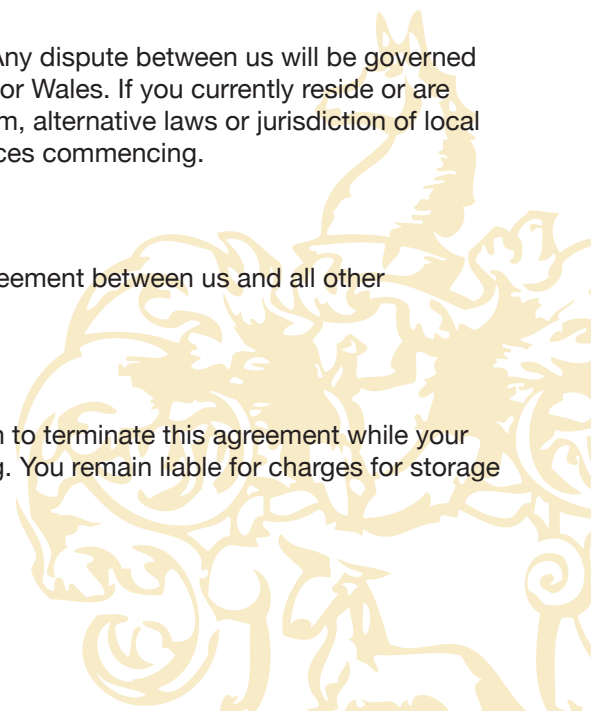 Any dispute between us will be governed
or Wales. If you currently reside or are
m, alternative laws or jurisdiction of local
ces commencing.
eement between us and all other
n to terminate this agreement while your
g. You remain liable for charges for storage